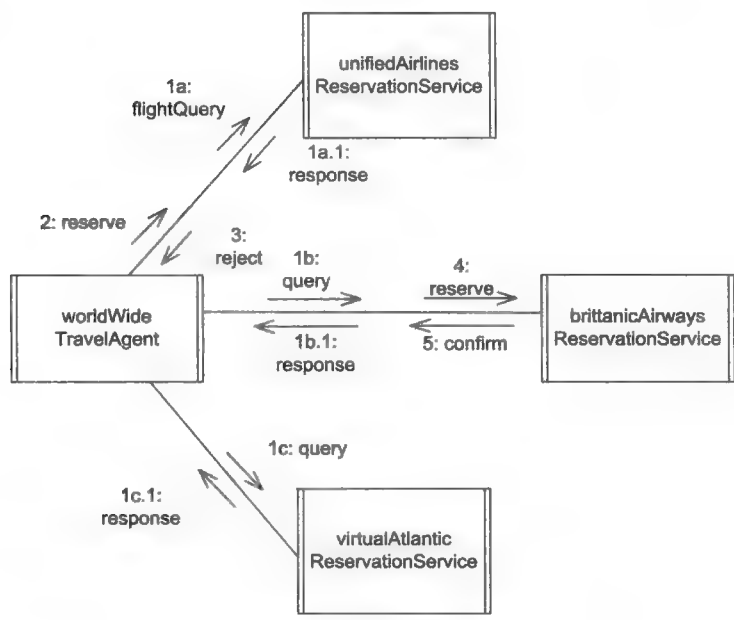 unifiedAirlines
ReservationService
1a:
flightQuery
1a.1:
response
2: reserve
3:
reject
1b:
query
4:
reserve
worldWide
TravelAgent
brittanicAirways
ReservationService
1b.1:
response
5: confirm
1c: query
1c.1:
response
virtualAtlantic
ReservationService